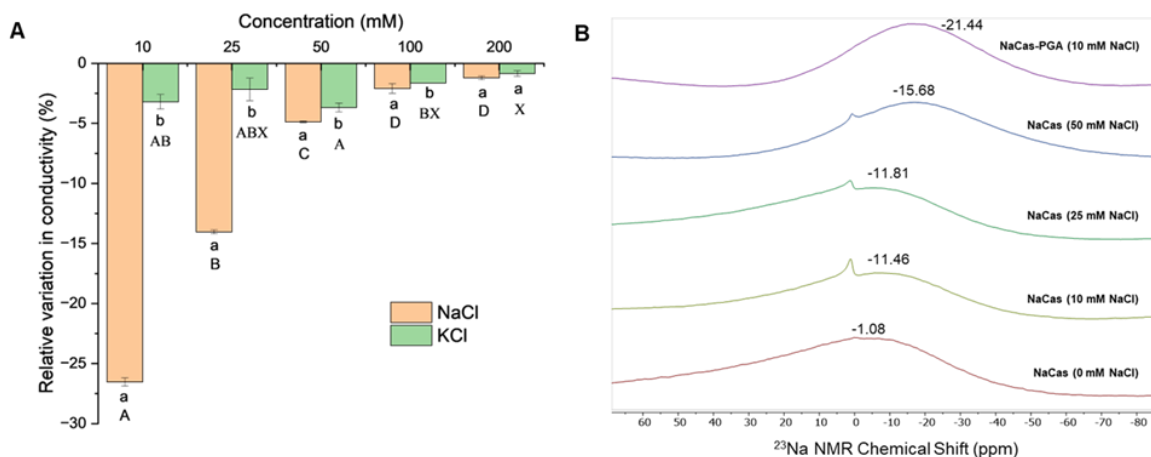 A
Concentration (mM)
10 25 50 100 200
Relative variation in conductivity (%)
0
−5
−10
−15
−20
−25
−30
a b a b a b a b a X
A AB B ABX C A D BX D
NaCl
KCl
B
-21.44
NaCas-PGA (10 mM NaCl)
-15.68
NaCas (50 mM NaCl)
-11.81
NaCas (25 mM NaCl)
-11.46
NaCas (10 mM NaCl)
-1.08
NaCas (0 mM NaCl)
60 50 40 30 20 10 0 -10 -20 -30 -40 -50 -60 -70 -80
²³Na NMR Chemical Shift (ppm)